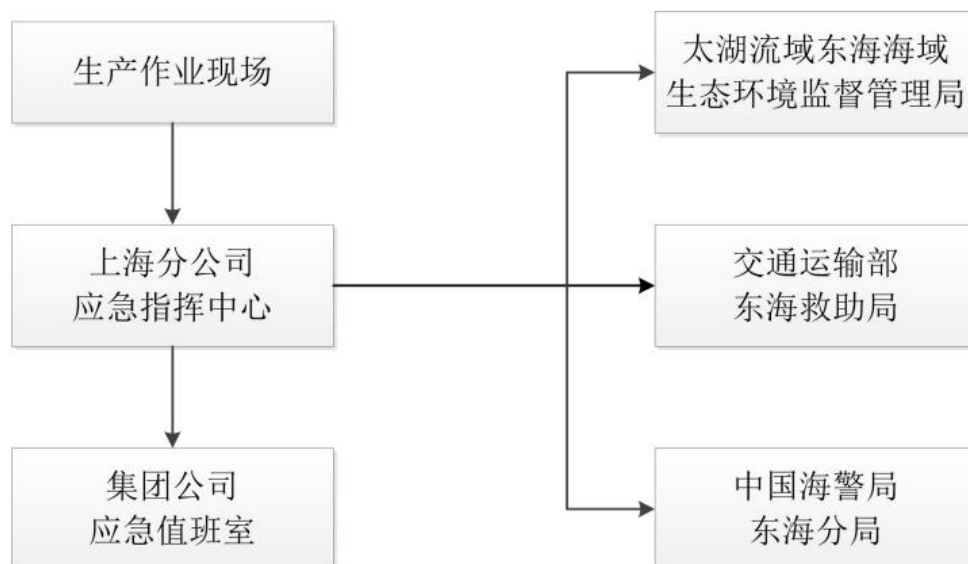 生产作业现场
上海分公司
应急指挥中心
集团公司
应急值班室
太湖流域东海海域
生态环境监督管理局
交通运输部
东海救助局
中国海警局
东海分局